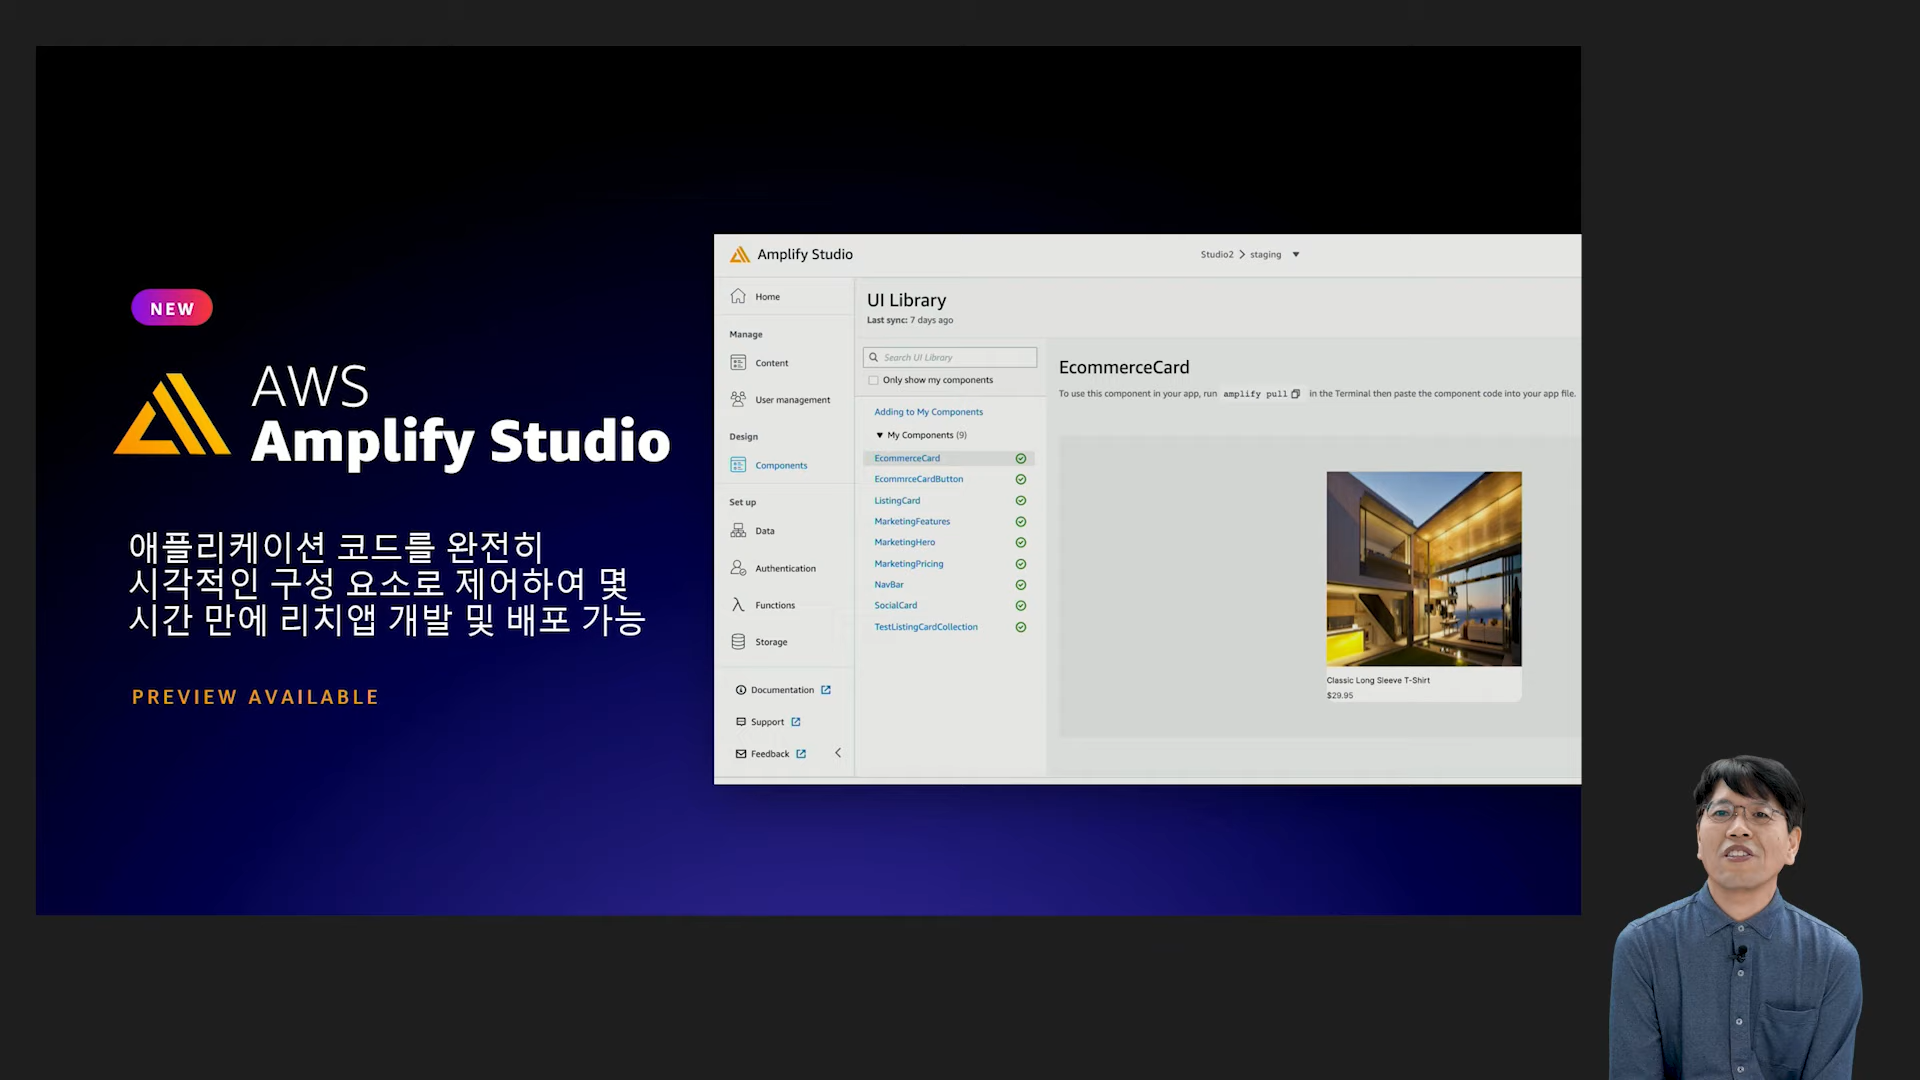 NEW
AWS
Amplify Studio
애플리케이션 코드를 완전히
시각적인 구성 요소로 제어하여 몇
시간 만에 리치앱 개발 및 배포 가능
PREVIEW AVAILABLE
Amplify Studio
Studio2 > staging
Home
Manage
Content
User management
Design
Components
Set up
Data
Authentication
Functions
Storage
Documentation
Support
Feedback
UI Library
Last sync: 7 days ago
Search UI Library
Only show my components
Adding to My Components
My Components (9)
EcommerceCard
EcommrceCardButton
ListingCard
MarketingFeatures
MarketingHero
MarketingPricing
NavBar
SocialCard
TestListingCardCollection
EcommerceCard
To use this component in your app, run amplify pull in the Terminal then paste the component code into your app file.
Classic Long Sleeve T-Shirt
$29.95